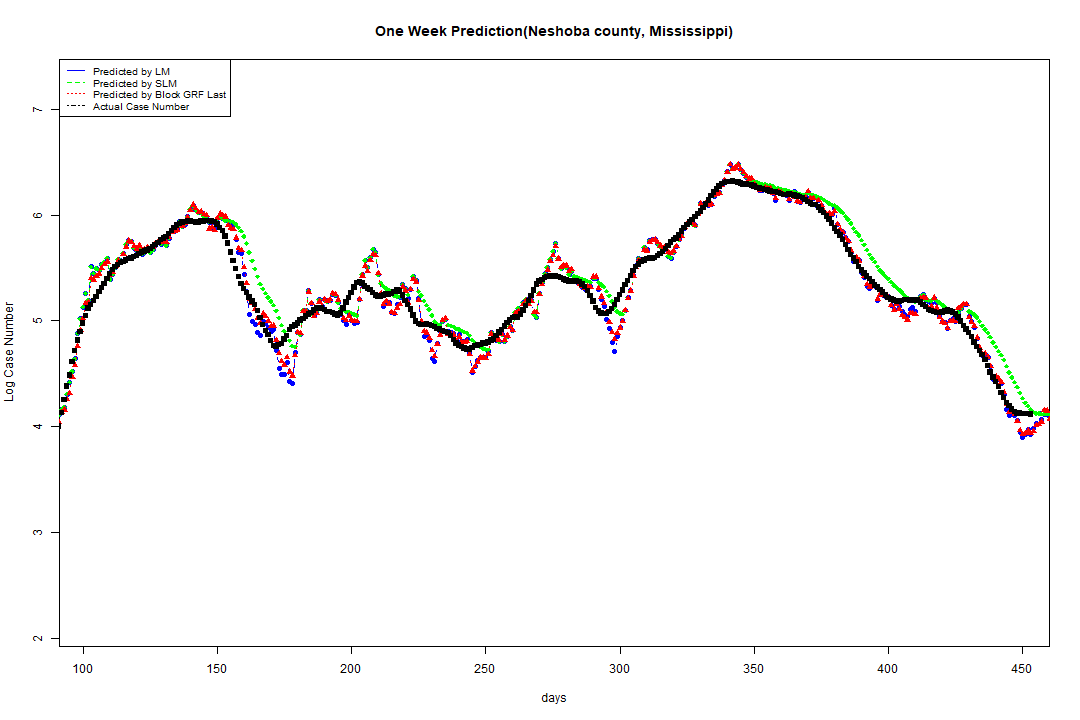 One Week Prediction(Neshoba county, Mississippi)
Predicted by LM
Predicted by SLM
Predicted by Block GRF Last
Actual Case Number
7
6
5
4
3
2
Log Case Number
100 150 200 250 300 350 400 450
days